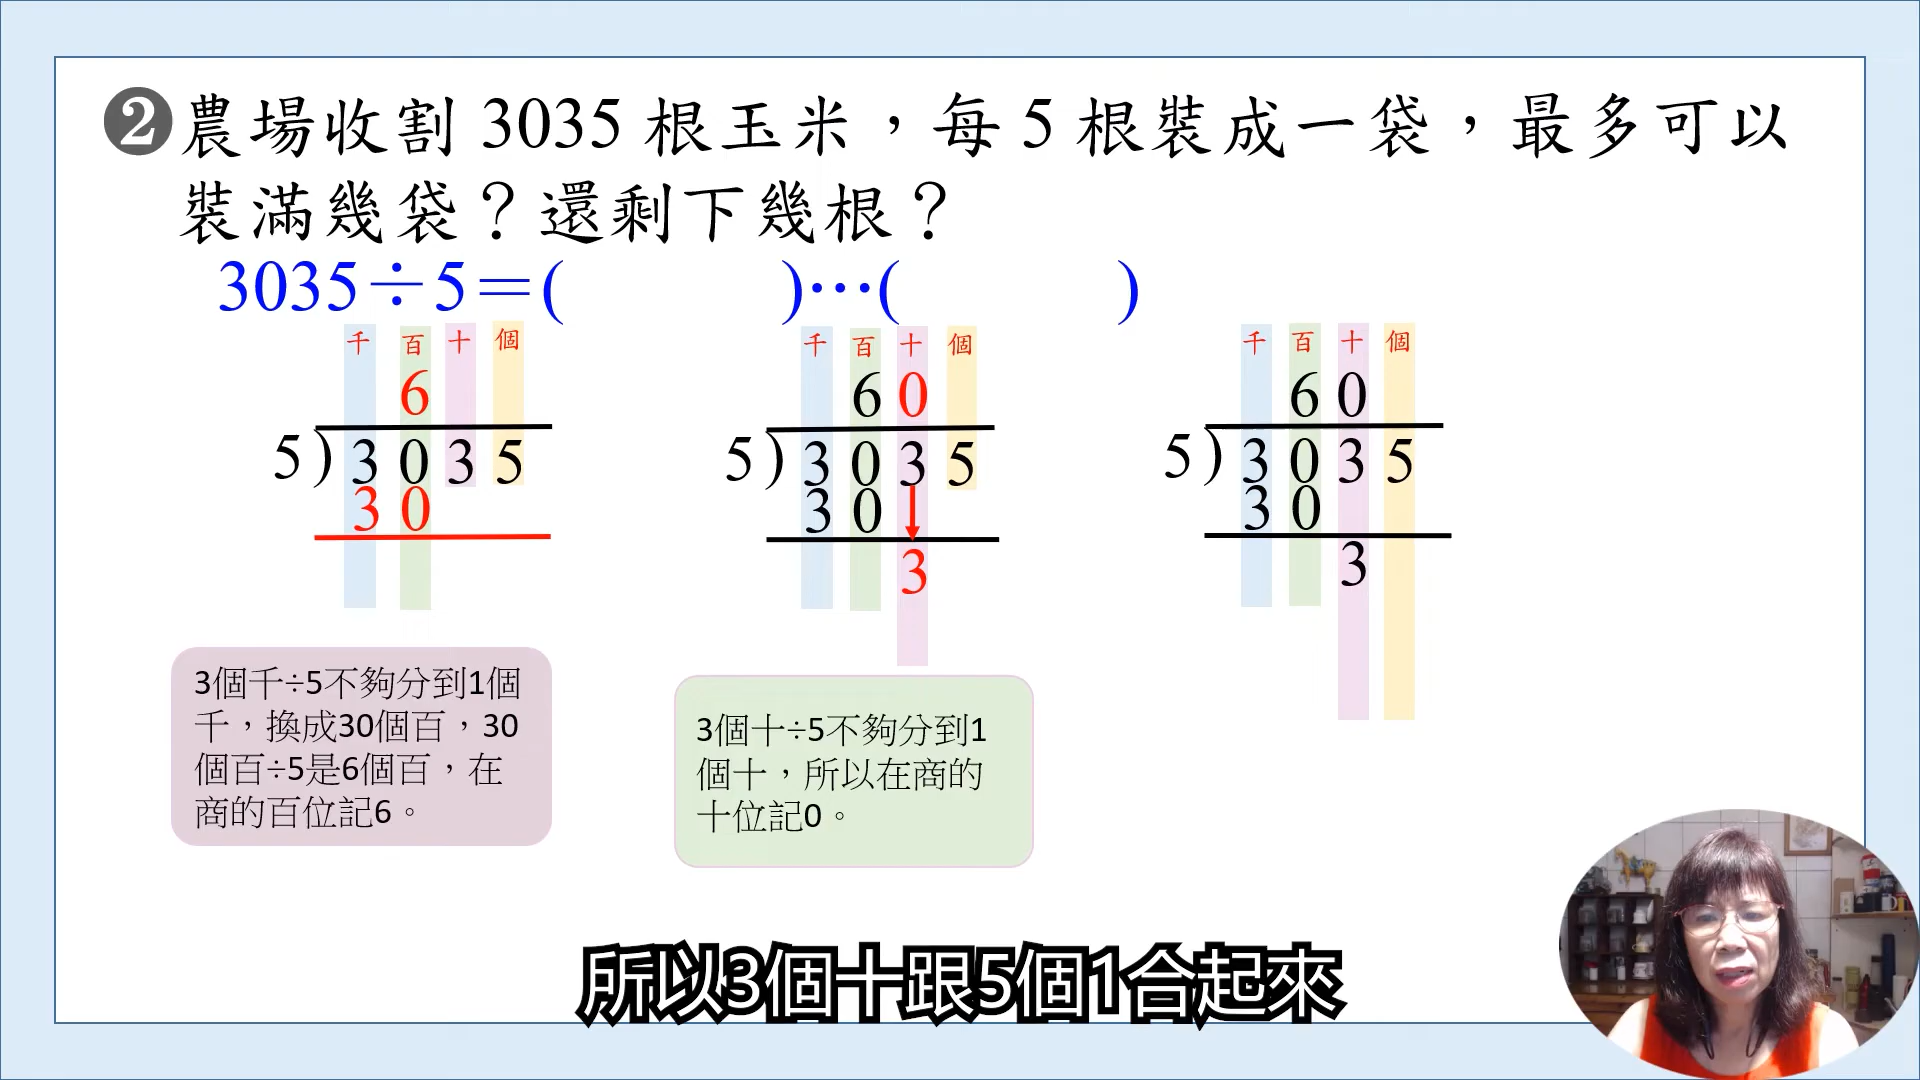 ❷農場收割 3035 根玉米，每 5 根裝成一袋，最多可以
裝滿幾袋？還剩下幾根？
3035÷5＝( )⋯( )
千 百 十 個
6
5)3035
30
千 百 十 個
60
5)3035
30
3
千 百 十 個
60
5)3035
30
3
3個千÷5不夠分到1個
千，換成30個百，30
個百÷5是6個百，在
商的百位記6。
3個十÷5不夠分到1
個十，所以在商的
十位記0。
所以3個十跟5個1合起來